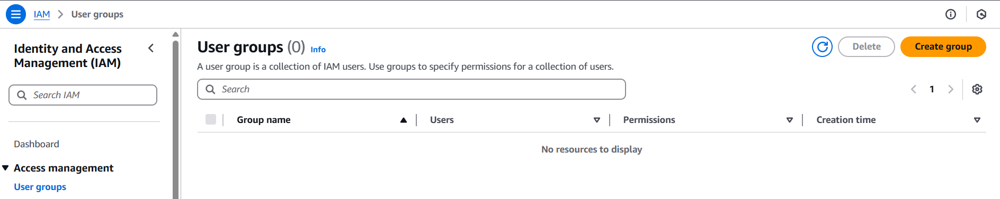 IAM > User groups
Identity and Access
Management (IAM)
Search IAM
Dashboard
Access management
User groups
User groups (0) Info
Delete
Create group
A user group is a collection of IAM users. Use groups to specify permissions for a collection of users.
Search
1
Group name Users Permissions Creation time
No resources to display